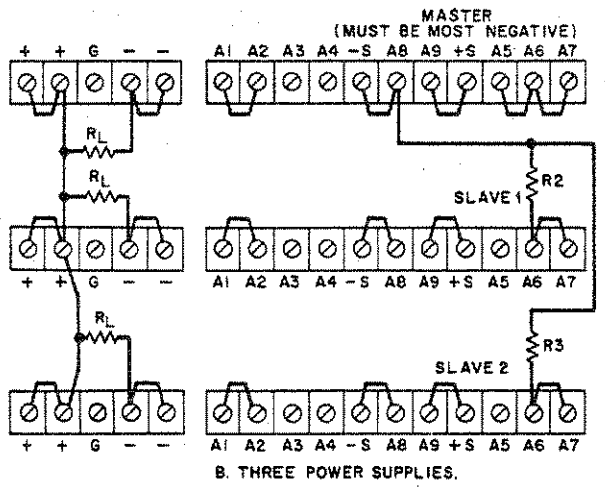 MASTER
(MUST BE MOST NEGATIVE)
+ + G - - A1 A2 A3 A4 -S A8 A9 +S A5 A6 A7
RL
RL
SLAVE 1
R2
+ + G - - A1 A2 A3 A4 -S A8 A9 +S A5 A6 A7
RL
SLAVE 2
R3
+ + G - - A1 A2 A3 A4 -S A8 A9 +S A5 A6 A7
B. THREE POWER SUPPLIES.